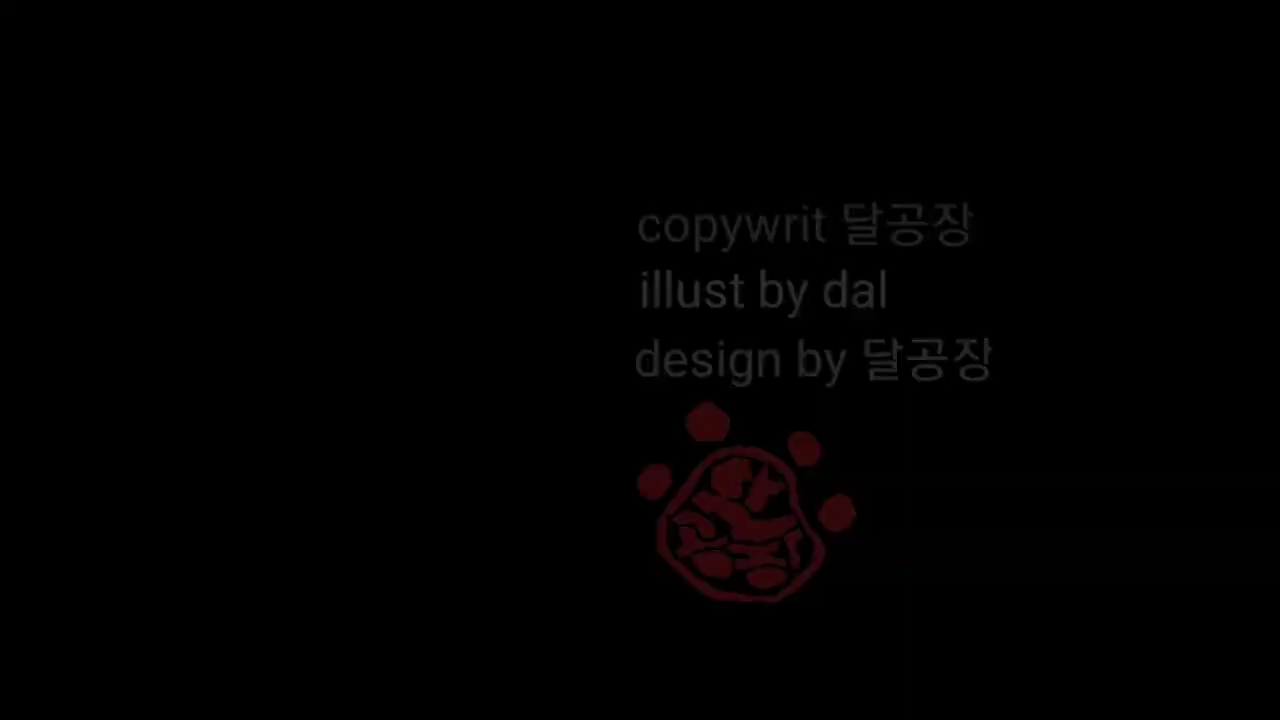 copywrit 달공장
illust by dal
design by 달공장